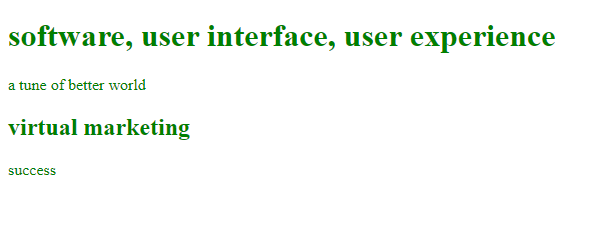 software, user interface, user experience
a tune of better world
virtual marketing
success